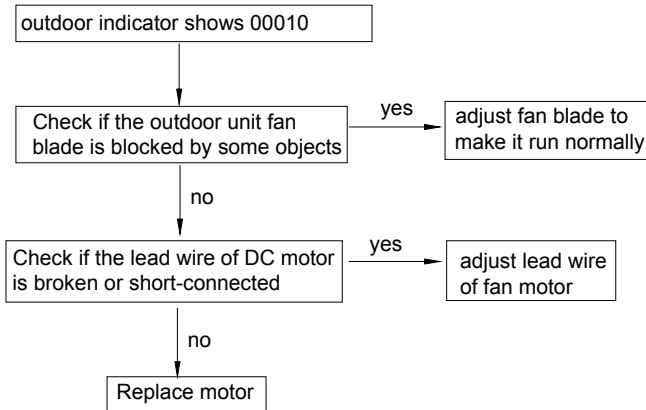 outdoor indicator shows 00010
Check if the outdoor unit fan
blade is blocked by some objects
yes
adjust fan blade to
make it run normally
no
Check if the lead wire of DC motor
is broken or short-connected
yes
adjust lead wire
of fan motor
no
Replace motor